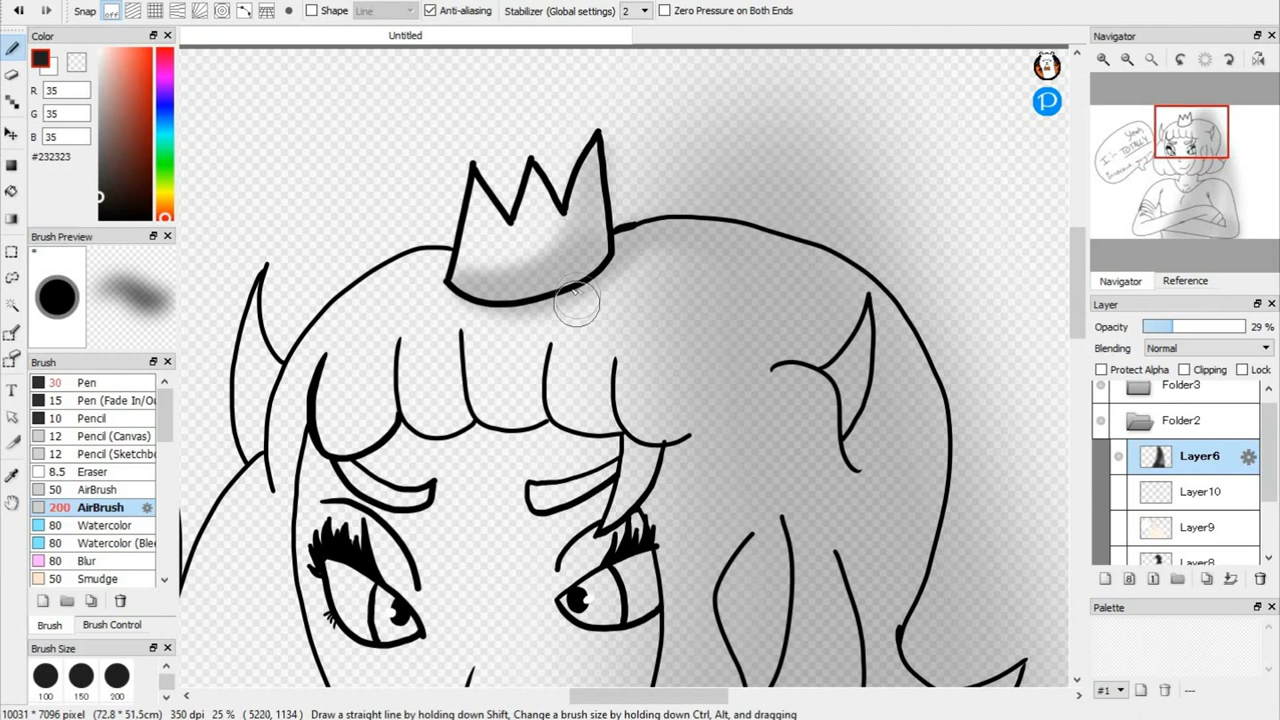 Snap off Shape Line Anti-aliasing Stabilizer (Global settings) 2 Zero Pressure on Both Ends
Untitled
Color
R 35
G 35
B 35
#232323
Brush Preview
*
Brush
30 Pen
15 Pen (Fade In/Ou
10 Pencil
12 Pencil (Canvas)
12 Pencil (Sketchbo
8.5 Eraser
50 AirBrush
200 AirBrush
80 Watercolor
80 Watercolor (Blee
80 Blur
50 Smudge
Brush Brush Control
Brush Size
100 150 200
P
Navigator
I'm TOTALLY
Navigator Reference
Layer
Opacity 29 %
Blending Normal
Protect Alpha Clipping Lock
Folder3
Folder2
Layer6
Layer10
Layer9
Layer8
8 1
Palette
#1 ---
10031 * 7096 pixel (72.8 * 51.5cm) 350 dpi 25 % ( 5220, 1134 ) Draw a straight line by holding down Shift, Change a brush size by holding down Ctrl, Alt, and dragging